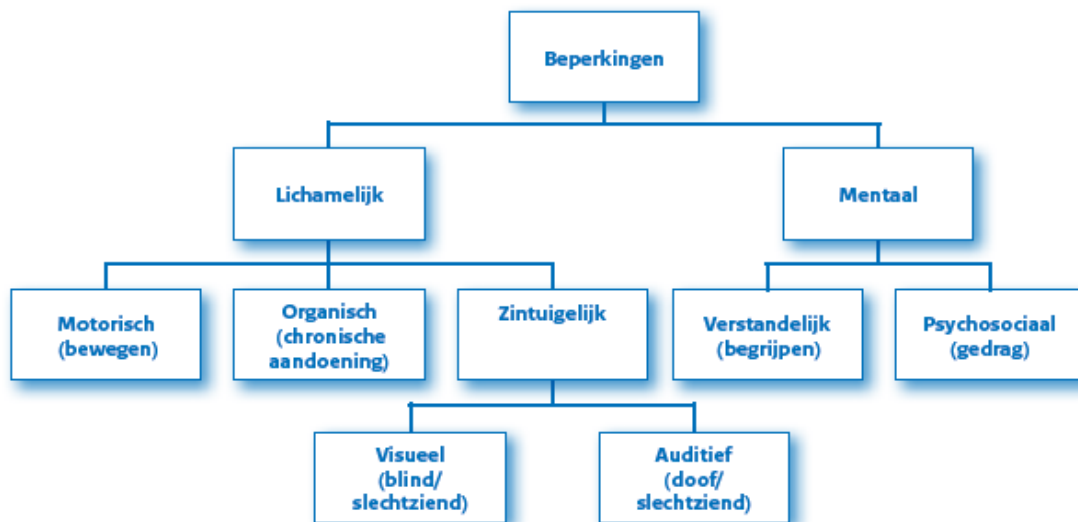 Beperkingen
Lichamelijk
Mentaal
Motorisch
(bewegen)
Organisch
(chronische
aandoening)
Zintuigelijk
Verstandelijk
(begrijpen)
Psychosociaal
(gedrag)
Visueel
(blind/
slechtziend)
Auditief
(doof/
slechtziend)